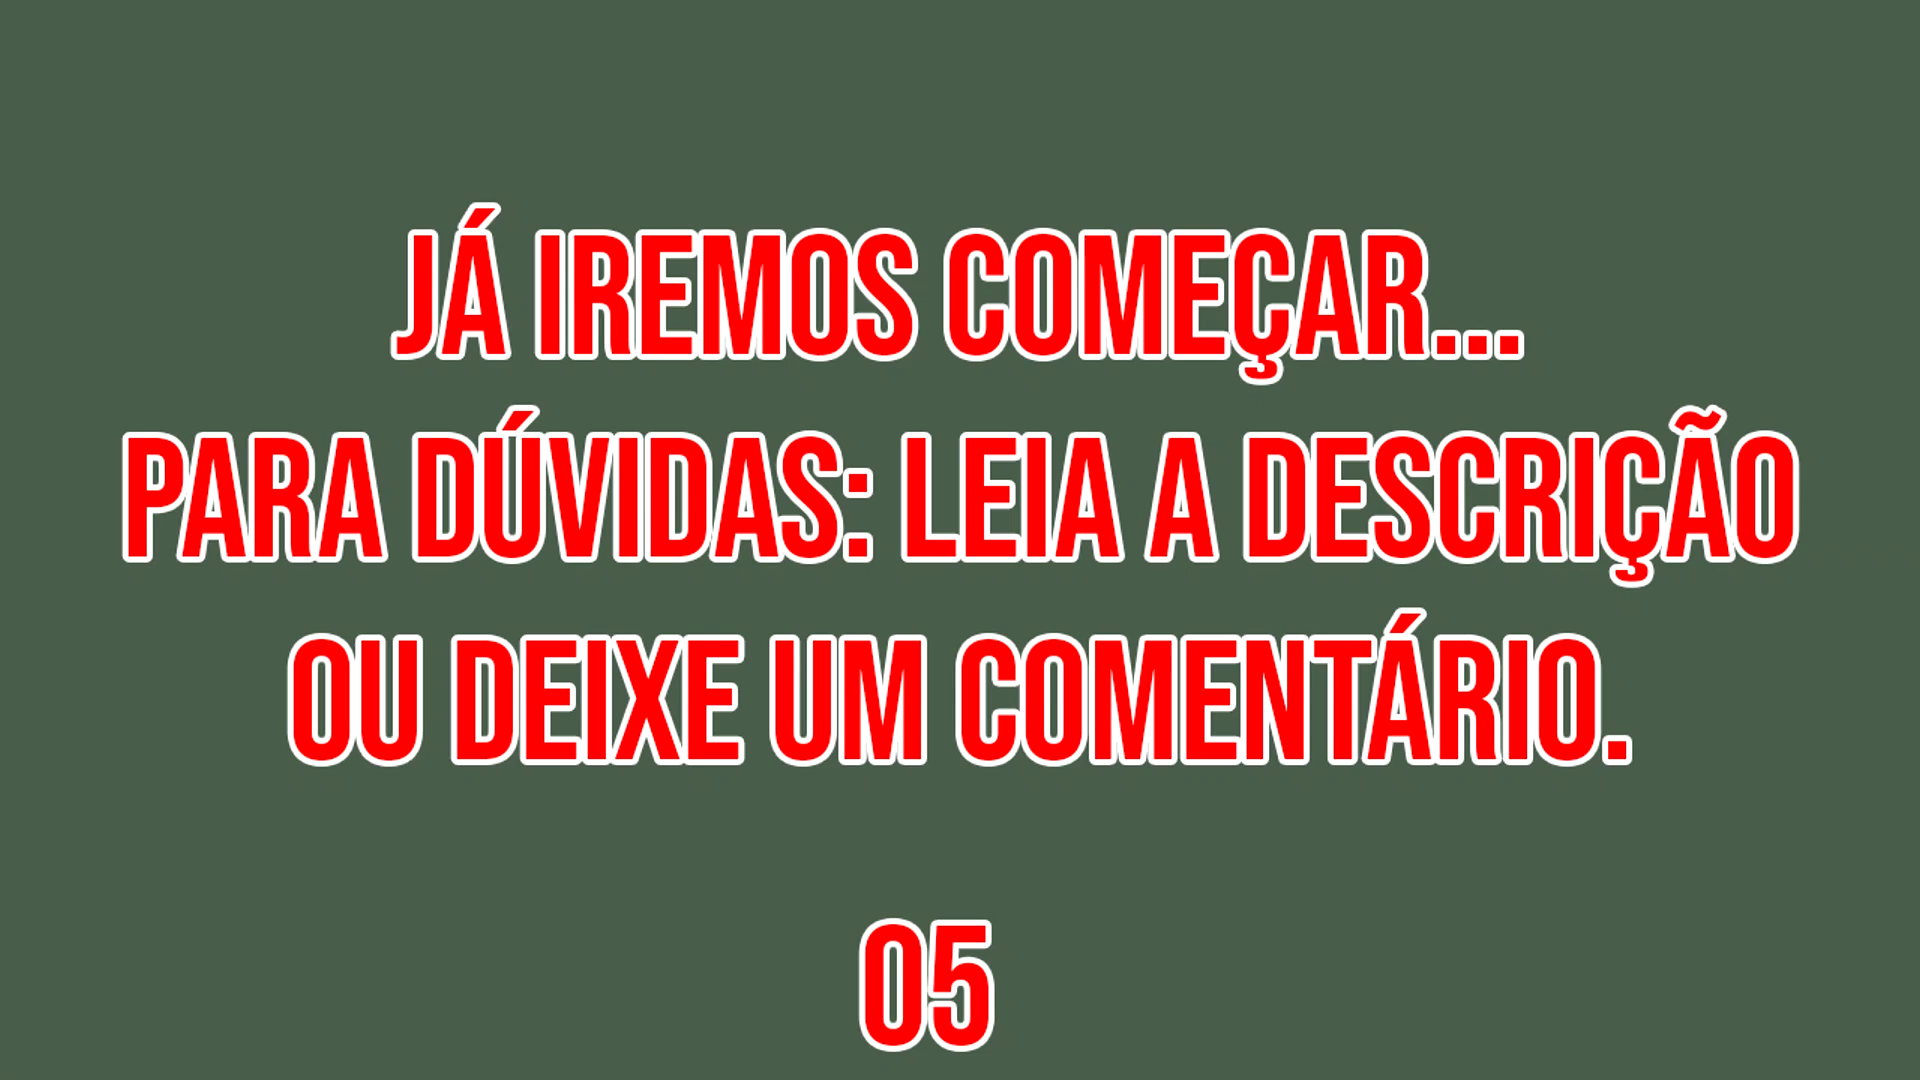 JÁ IREMOS COMEÇAR...
PARA DÚVIDAS: LEIA A DESCRIÇÃO
OU DEIXE UM COMENTÁRIO.
05